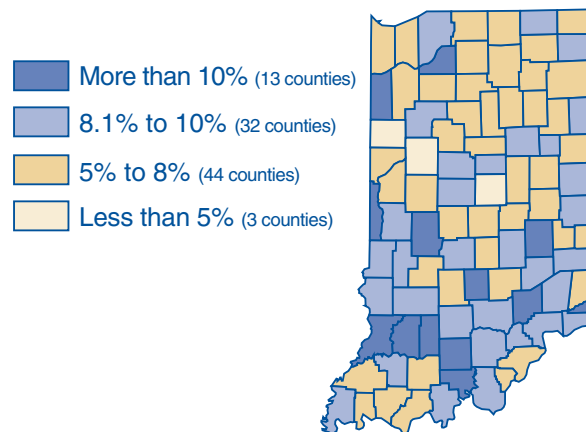 More than 10% (13 counties)
8.1% to 10% (32 counties)
5% to 8% (44 counties)
Less than 5% (3 counties)